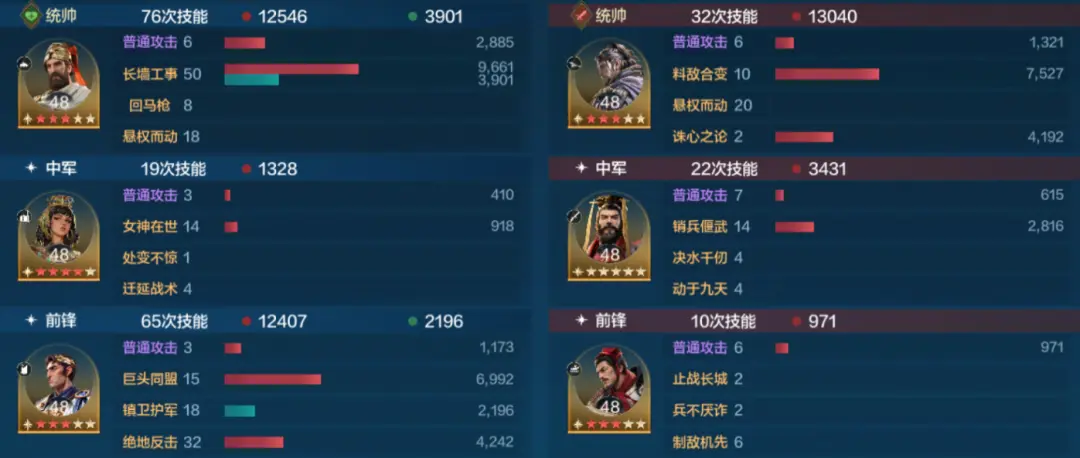 统帅 76次技能 12546 3901
普通攻击 6 2,885
长墙工事 50 9,661
3,901
48
回马枪 8
悬权而动 18
中军 19次技能 1328
普通攻击 3 410
女神在世 14 918
48
处变不惊 1
迁延战术 4
前锋 65次技能 12407 2196
普通攻击 3 1,173
巨头同盟 15 6,992
48
镇卫护军 18 2,196
绝地反击 32 4,242
统帅 32次技能 13040
普通攻击 6 1,321
料敌合变 10 7,527
48
悬权而动 20
诛心之论 2 4,192
中军 22次技能 3431
普通攻击 7 615
销兵偃武 14 2,816
48
决水千仞 4
动于九天 4
前锋 10次技能 971
普通攻击 6 971
止战长城 2
48
兵不厌诈 2
制敌机先 6